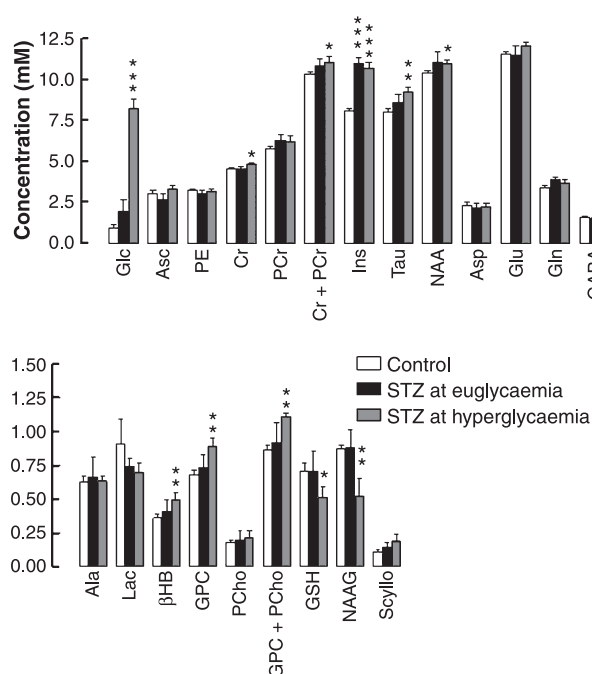 Concentration (mM)
12.5
10.0
7.5
5.0
2.5
0.0
***
*
*
***
***
**
*
Glc
Asc
PE
Cr
PCr
Cr + PCr
Ins
Tau
NAA
Asp
Glu
Gln
1.50
1.25
1.00
0.75
0.50
0.25
0.00
Control
STZ at euglycaemia
STZ at hyperglycaemia
**
**
**
*
**
Ala
Lac
βHB
GPC
PCho
GPC + PCho
GSH
NAAG
Scyllo